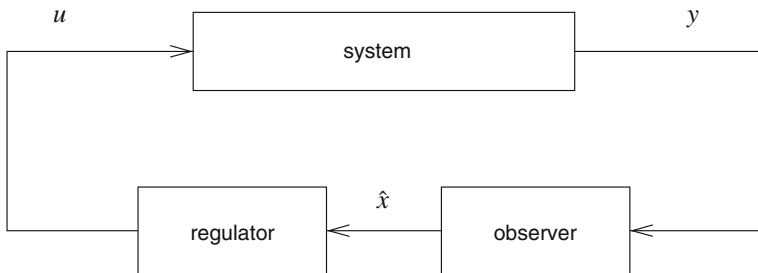 u
y
system
x̂
regulator
observer